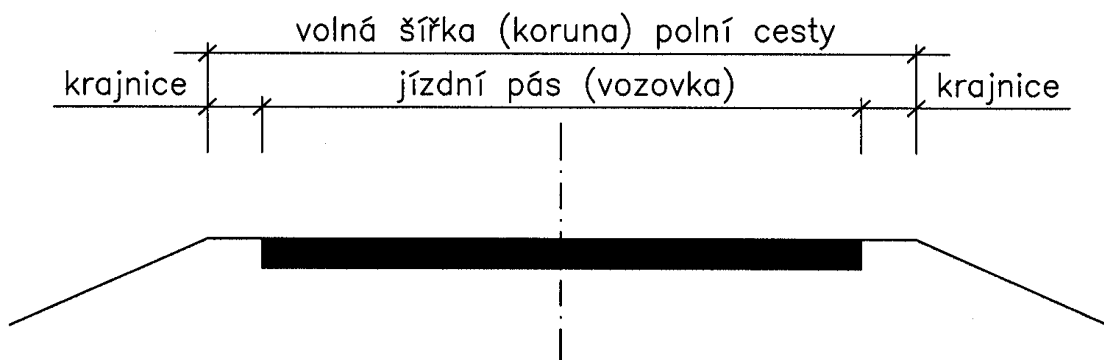 volná šířka (koruna) polní cesty
krajnice
jízdní pás (vozovka)
krajnice